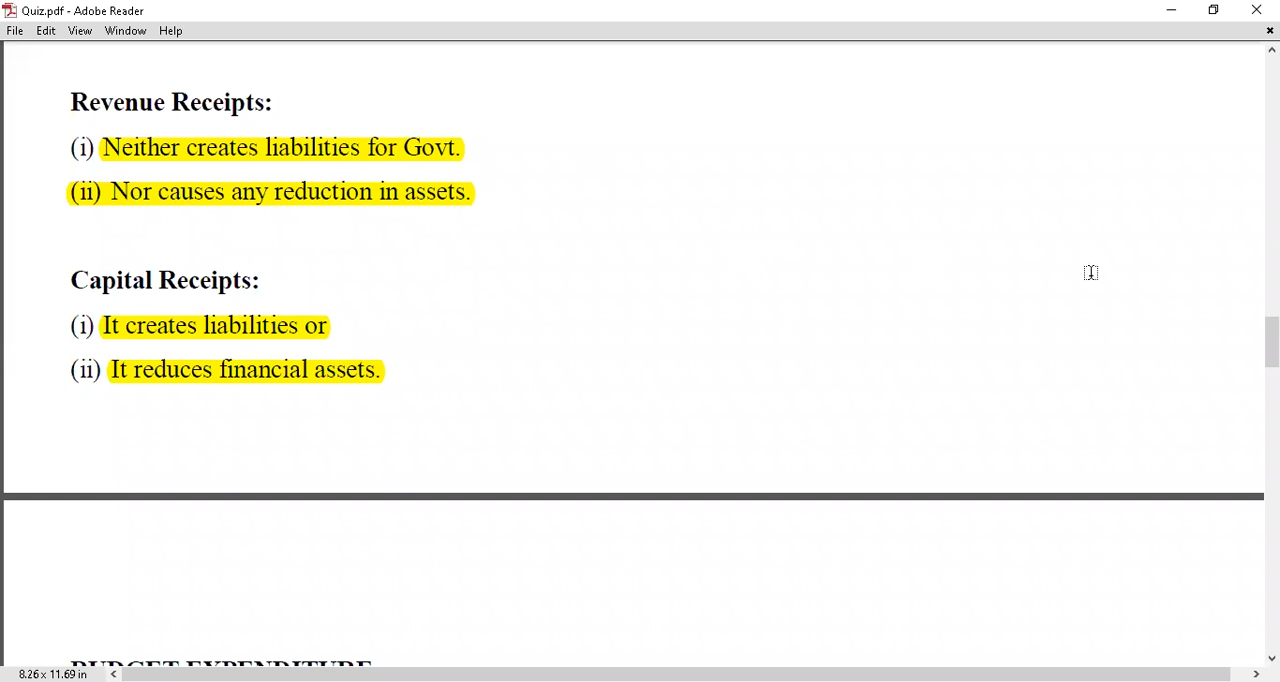 Quiz.pdf - Adobe Reader
File Edit View Window Help
Revenue Receipts:
(i) Neither creates liabilities for Govt.
(ii) Nor causes any reduction in assets.
Capital Receipts:
(i) It creates liabilities or
(ii) It reduces financial assets.
BUDGET EXPENDITURE
8.26 x 11.69 in